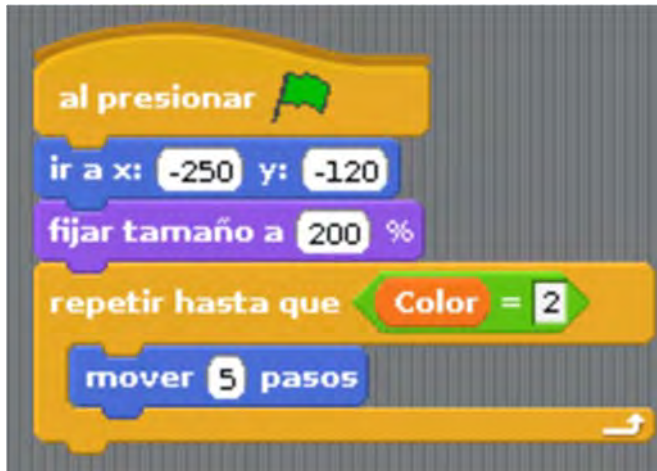 al presionar
ir a x: -250 y: -120
fijar tamaño a 200 %
repetir hasta que Color = 2
mover 5 pasos